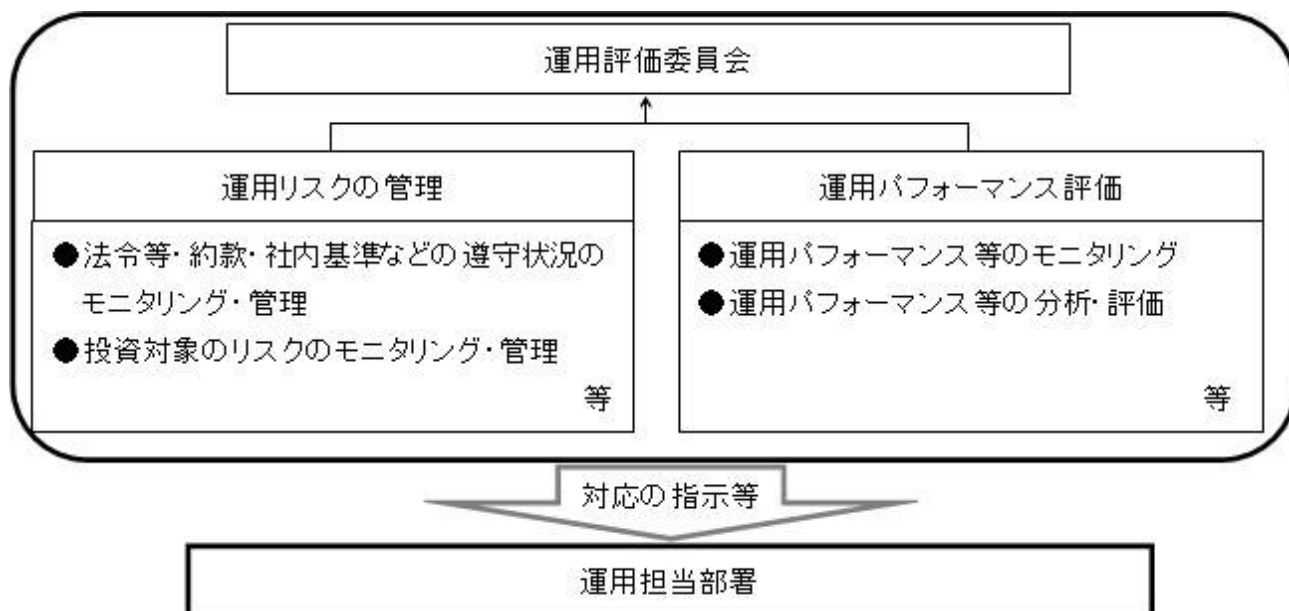 運用評価委員会
運用リスクの管理
●法令等・約款・社内基準などの遵守状況の
モニタリング・管理
●投資対象のリスクのモニタリング・管理
等
運用パフォーマンス評価
●運用パフォーマンス等のモニタリング
●運用パフォーマンス等の分析・評価
等
対応の指示等
運用担当部署